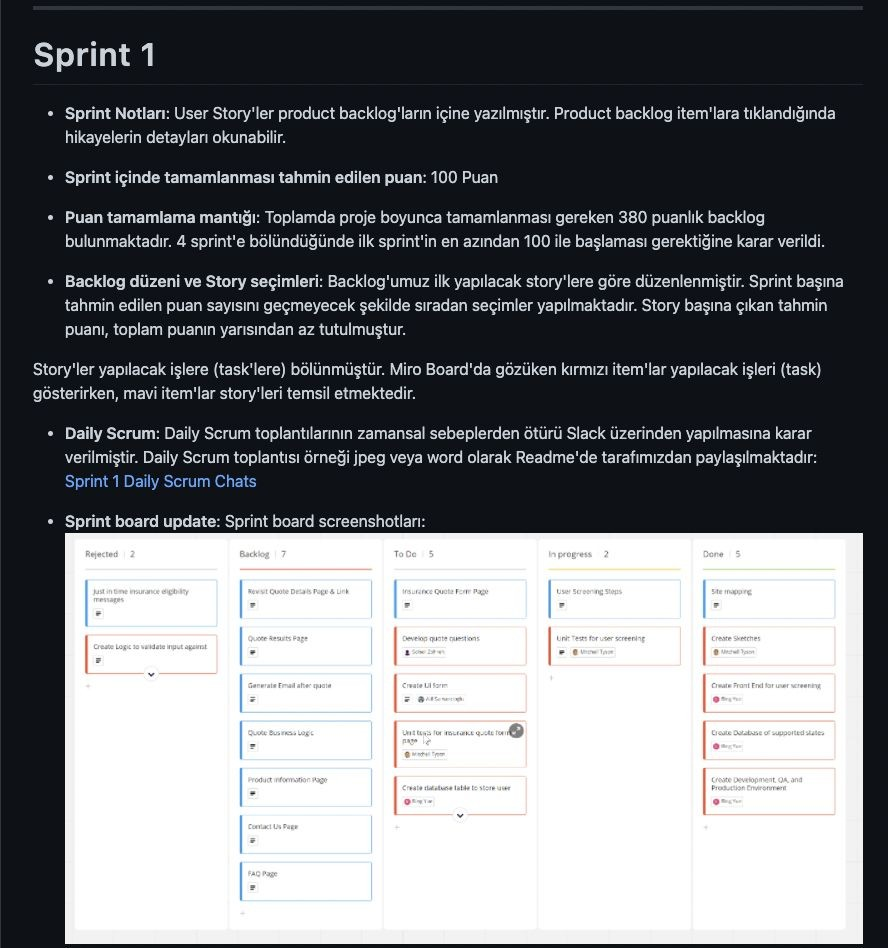 Sprint 1
• Sprint Notları: User Story'ler product backlog'ların içine yazılmıştır. Product backlog item'lara tıklandığında
hikayelerin detayları okunabilir.
• Sprint içinde tamamlanması tahmin edilen puan: 100 Puan
• Puan tamamlama mantığı: Toplamda proje boyunca tamamlanması gereken 380 puanlık backlog
bulunmaktadır. 4 sprint'e bölündüğünde ilk sprint'in en azından 100 ile başlaması gerektiğine karar verildi.
• Backlog düzeni ve Story seçimleri: Backlog'umuz ilk yapılacak story'lere göre düzenlenmiştir. Sprint başına
tahmin edilen puan sayısını geçmeyecek şekilde sıradan seçimler yapılmaktadır. Story başına çıkan tahmin
puanı, toplam puanın yarısından az tutulmuştur.
Story'ler yapılacak işlere (task'lere) bölünmüştür. Miro Board'da gözüken kırmızı item'lar yapılacak işleri (task)
gösterirken, mavi item'lar story'leri temsil etmektedir.
• Daily Scrum: Daily Scrum toplantılarının zamansal sebeplerden ötürü Slack üzerinden yapılmasına karar
verilmiştir. Daily Scrum toplantısı örneği jpeg veya word olarak Readme'de tarafımızdan paylaşılmaktadır:
Sprint 1 Daily Scrum Chats
• Sprint board update: Sprint board screenshotları:
Rejected | 2
Just in time insurance eligibility
messages
Create Logic to validate input against
Backlog | 7
Revisit Quote Details Page & Link
Quote Results Page
Generate Email after quote
Quote Business Logic
Product Information Page
Contact Us Page
FAQ Page
To Do | 5
Insurance Quote Form Page
Develop quote questions
Create UI form
Unit tests for insurance quote form
page
Mitchell Tyson
Create database table to store user
Bing Yue
In progress 2
User Screening Steps
Unit Tests for user screening
Mitchell Tyson
Done | 5
Site mapping
Create Sketches
Mitchell Tyson
Create Front End for user screening
Bing Yue
Create Database of supported states
Bing Yue
Create Development, QA, and
Production Environment
Bing Yue